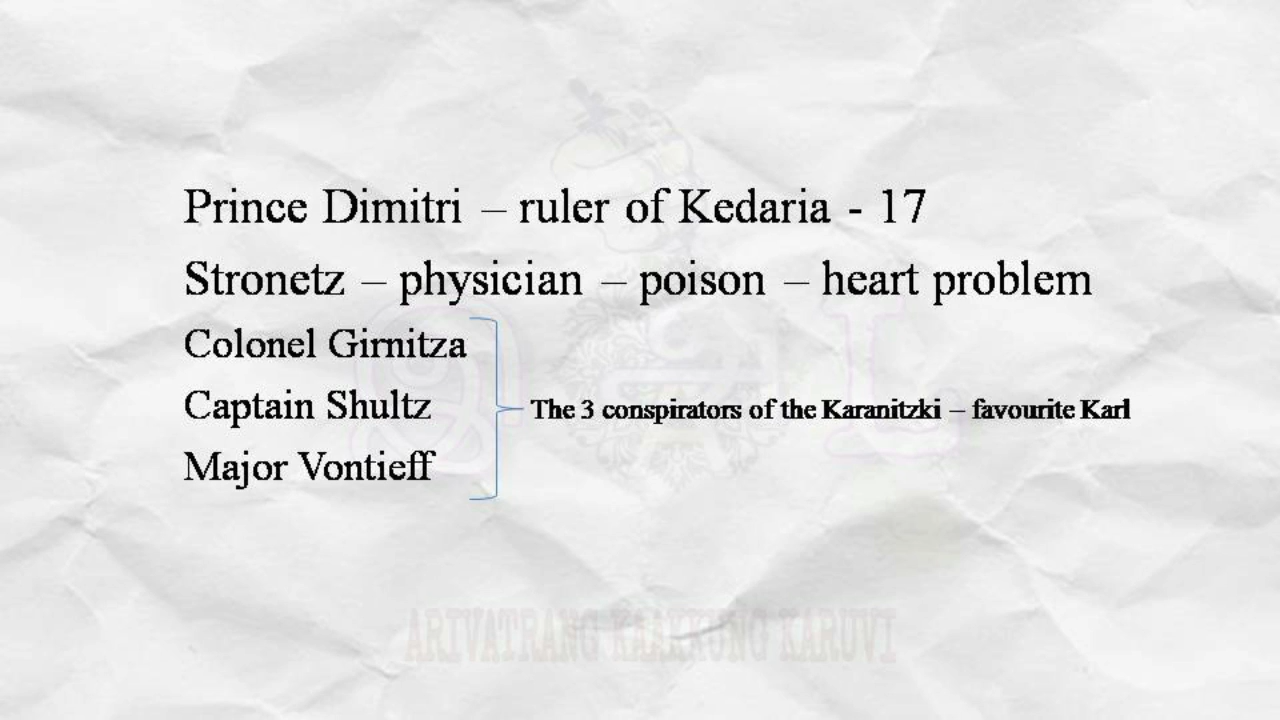 Prince Dimitri – ruler of Kedaria - 17
Stronetz – physician – poison – heart problem
Colonel Girnitza
Captain Shultz
The 3 conspirators of the Karanitzki – favourite Karl
Major Vontieff
ARIVATRANG KAAKKUNG KARUVI